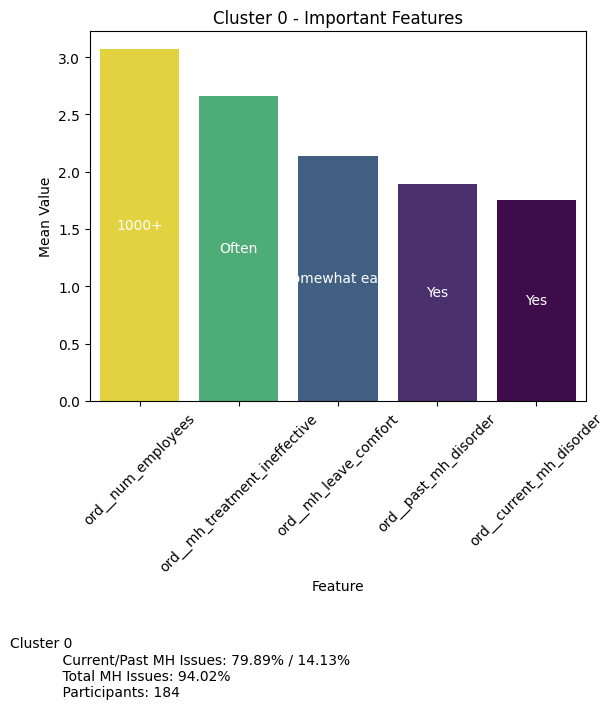 Cluster 0 - Important Features
Mean Value
3.0
2.5
2.0
1.5
1.0
0.5
0.0
1000+
Often
omewhat ea
Yes
Yes
ord__num_employees
ord__mh_treatment_ineffective
ord__mh_leave_comfort
ord__past_mh_disorder
ord__current_mh_disorder
Feature
Cluster 0
Current/Past MH Issues: 79.89% / 14.13%
Total MH Issues: 94.02%
Participants: 184